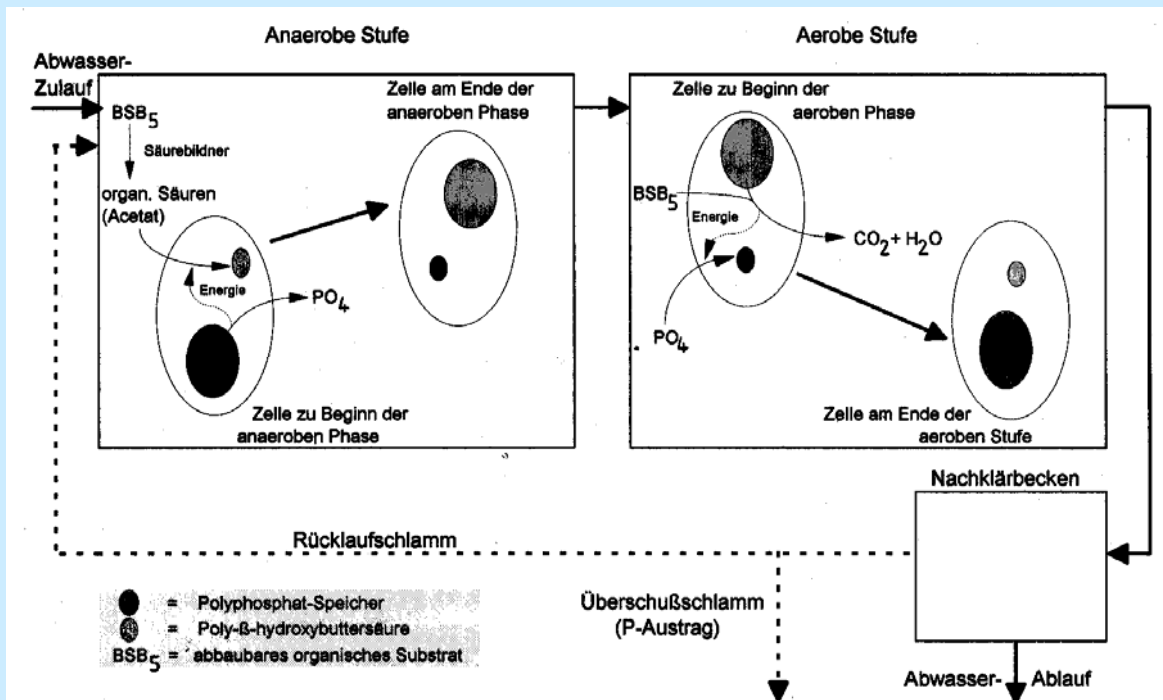 Anaerobe Stufe
Aerobe Stufe
Abwasser-
Zulauf
BSB5
Säurebildner
organ. Säuren
(Acetat)
Energie
PO4
Zelle zu Beginn der
anaeroben Phase
Zelle am Ende der
anaeroben Phase
Zelle zu Beginn der
aeroben Phase
BSB5
Energie
CO2 + H2O
PO4
Zelle am Ende der
aeroben Stufe
Nachklärbecken
Rücklaufschlamm
Überschußschlamm
(P-Austrag)
= Polyphosphat-Speicher
= Poly-ß-hydroxybuttersäure
BSB5 = abbaubares organisches Substrat
Abwasser- Ablauf